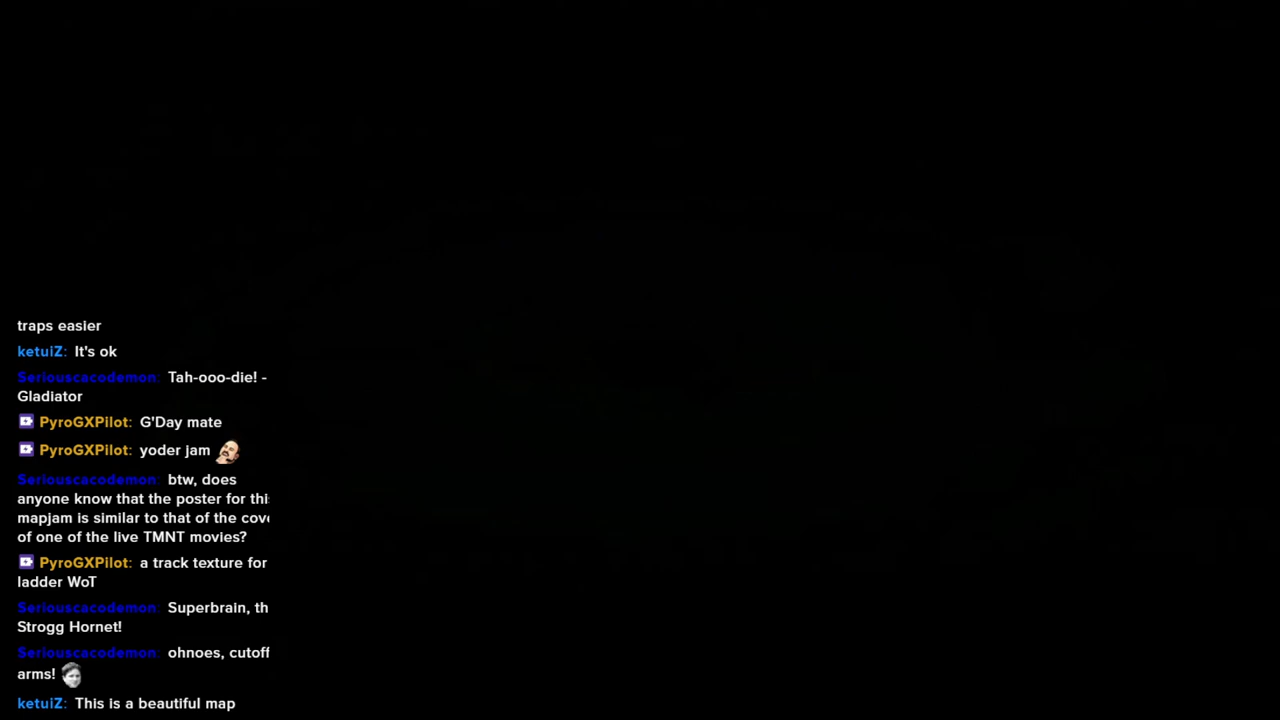 traps easier
ketuiZ: It's ok
Seriouscacodemon: Tah-ooo-die! -
Gladiator
PyroGXPilot: G'Day mate
PyroGXPilot: yoder jam
Seriouscacodemon: btw, does
anyone know that the poster for thi
mapjam is similar to that of the cov
of one of the live TMNT movies?
PyroGXPilot: a track texture for
ladder WoT
Seriouscacodemon: Superbrain, th
Strogg Hornet!
Seriouscacodemon: ohnoes, cutoff
arms!
ketuiZ: This is a beautiful map